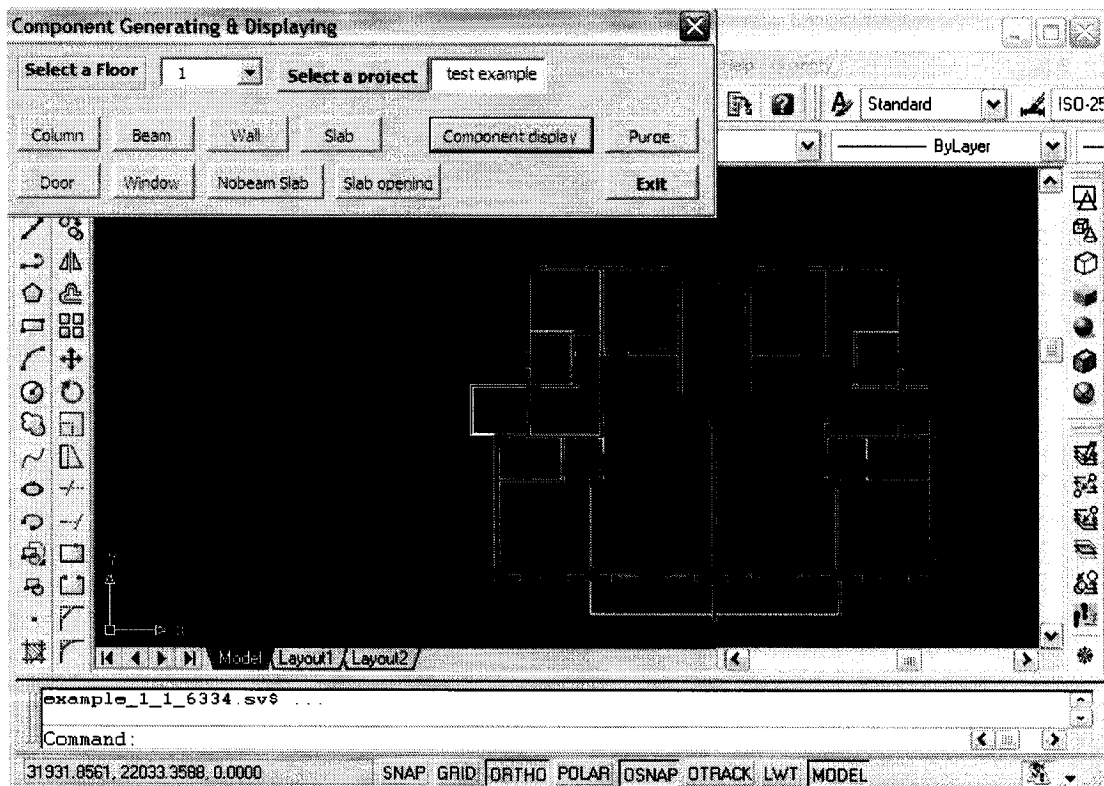 Component Generating & Displaying
Select a Floor 1 Select a project test example
Column Beam Wall Slab Component display Purge
Door Window Nobeam Slab Slab opening Exit
Standard ISO-25
ByLayer
Y
X
Model Layout1 Layout2
example_1_1_6334.sv$ ...
Command:
31931.8561, 22033.3588, 0.0000 SNAP GRID ORTHO POLAR OSNAP OTRACK LWT MODEL